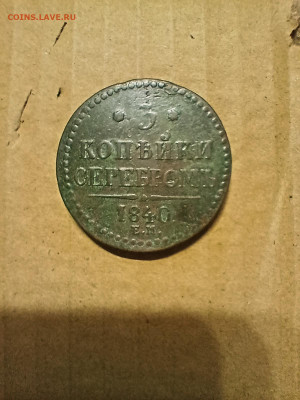 COINS.LAVE.RU
3
КОПѢЙКИ
СЕРЕБРОМЪ
1840
Е.М.